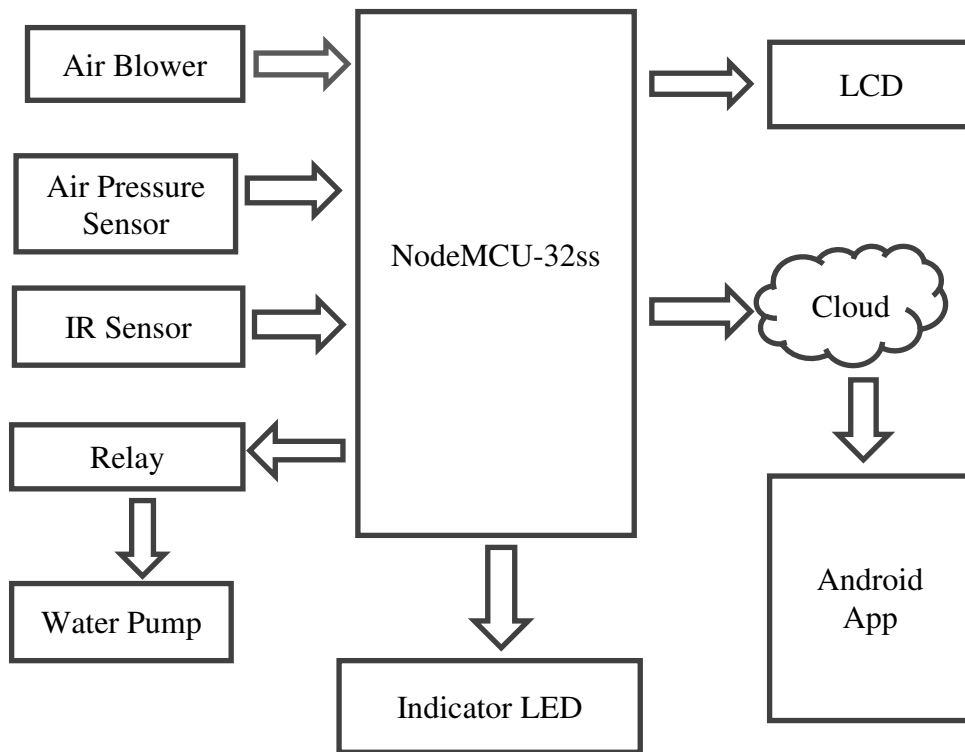 Air Blower
LCD
Air Pressure
Sensor
NodeMCU-32ss
Cloud
IR Sensor
Relay
Android
App
Water Pump
Indicator LED